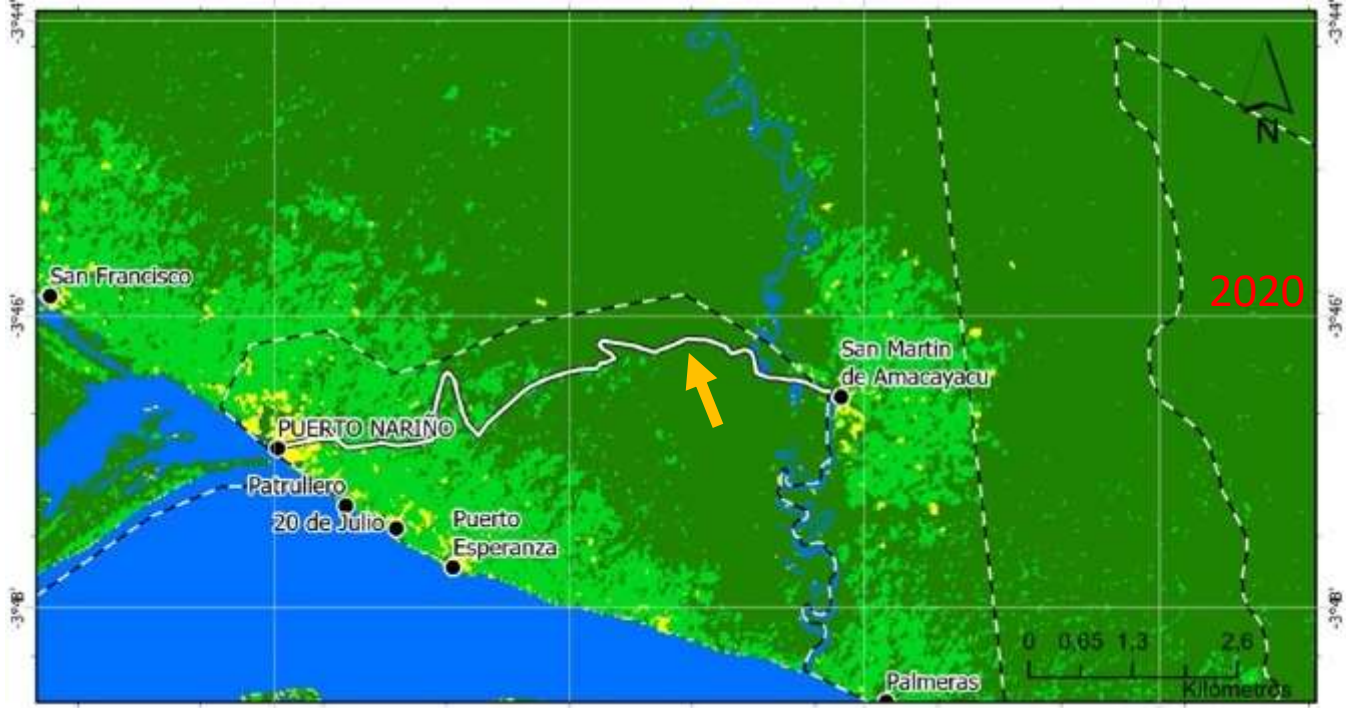 -3°44'
-3°44'
N
San Francisco
2020
-3°46'
-3°46'
San Martin
de Amacayacu
PUERTO NARIÑO
Patrullero
20 de Julio
Puerto
Esperanza
-3°48'
-3°48'
0 0,65 1,3 2,6
Kilómetros
Palmeras